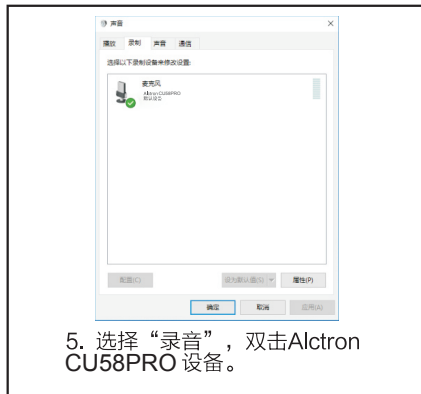 声音
播放 录制 声音 通信
选择以下录制设备来修改设置:
麦克风
Alctron CU58PRO
默认设备
配置(C) 设为默认值(S) 属性(P)
确定 取消 应用(A)
5. 选择“录音”，双击Alctron
CU58PRO 设备。